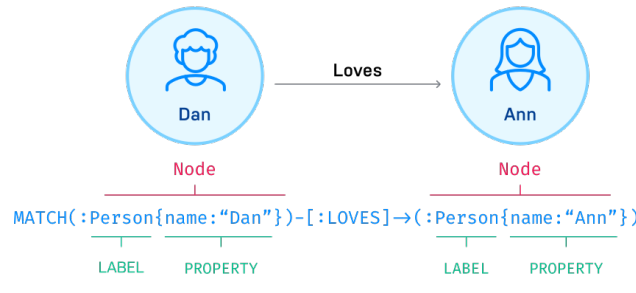 Loves
Dan Ann
Node Node
MATCH(:Person{name:“Dan”})-[:LOVES]→(:Person{name:“Ann”})
LABEL PROPERTY LABEL PROPERTY